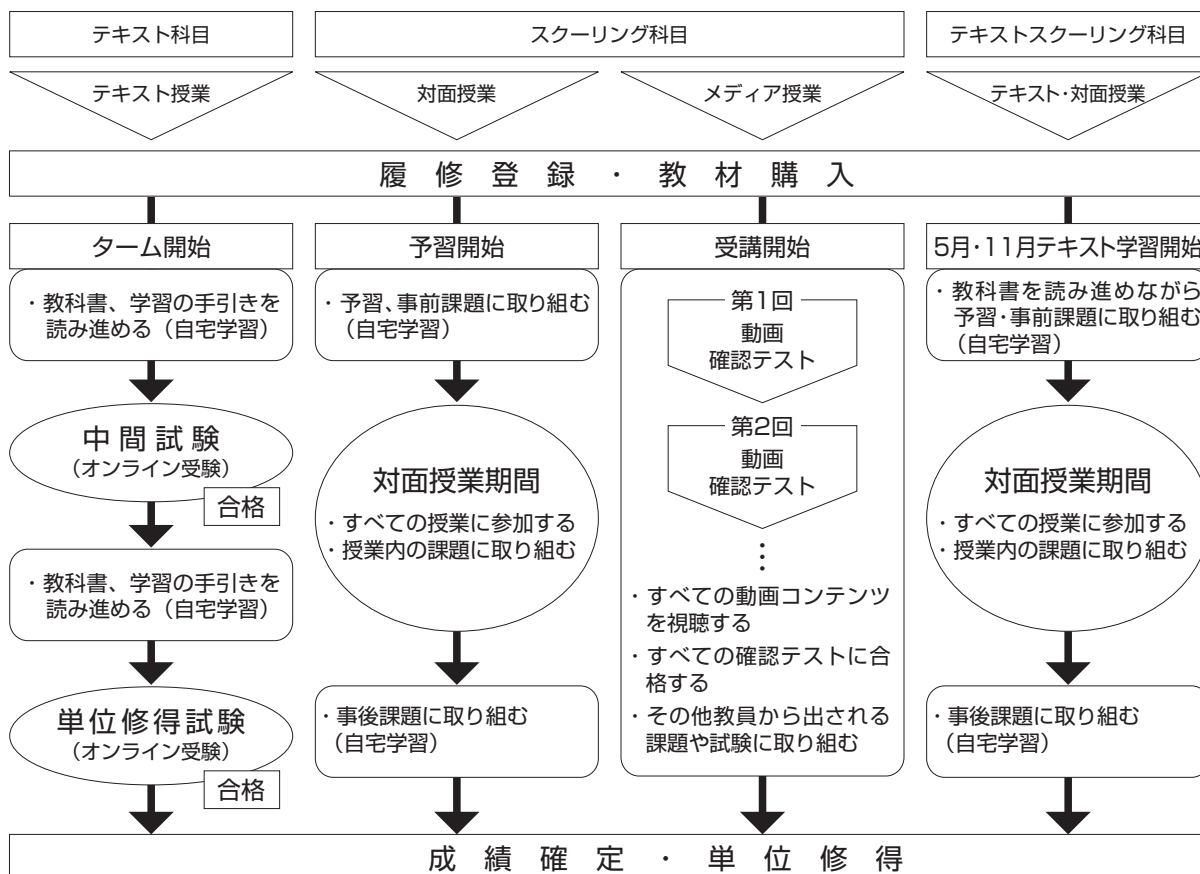 テキスト科目
スクーリング科目
テキストスクーリング科目
テキスト授業
対面授業
メディア授業
テキスト・対面授業
履修登録・教材購入
ターム開始
・教科書、学習の手引きを
読み進める（自宅学習）
中間試験
（オンライン受験）
合格
・教科書、学習の手引きを
読み進める（自宅学習）
単位修得試験
（オンライン受験）
合格
予習開始
・予習、事前課題に取り組む
（自宅学習）
対面授業期間
・すべての授業に参加する
・授業内の課題に取り組む
・事後課題に取り組む
（自宅学習）
受講開始
第1回
動画
確認テスト
第2回
動画
確認テスト
⋮
・すべての動画コンテンツ
を視聴する
・すべての確認テストに合
格する
・その他教員から出される
課題や試験に取り組む
5月・11月テキスト学習開始
・教科書を読み進めながら
予習・事前課題に取り組む
（自宅学習）
対面授業期間
・すべての授業に参加する
・授業内の課題に取り組む
・事後課題に取り組む
（自宅学習）
成績確定・単位修得